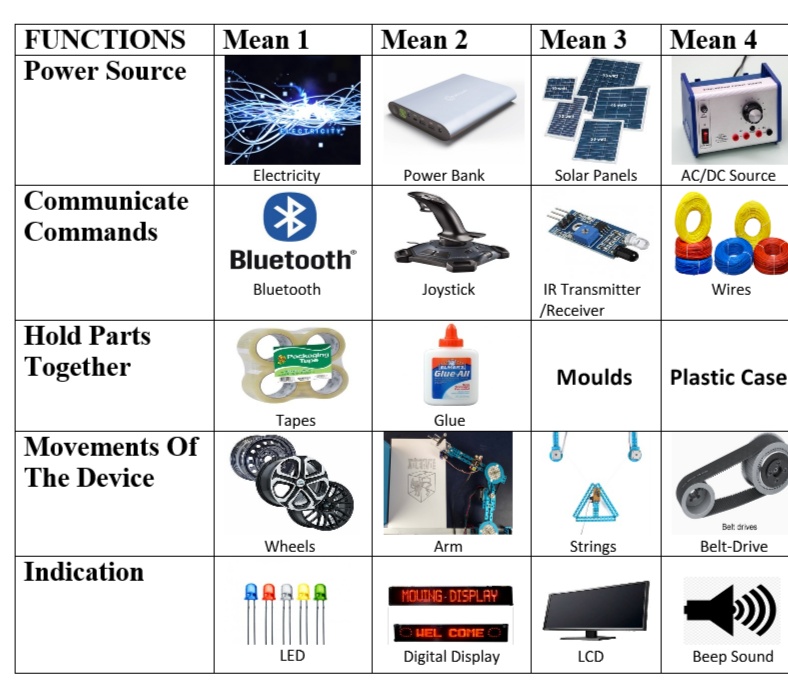 FUNCTIONS Mean 1 Mean 2 Mean 3 Mean 4
Power Source
ELECTRICITY
Electricity Power Bank Solar Panels AC/DC Source
Communicate
Commands
Bluetooth®
Bluetooth Joystick IR Transmitter Wires
/Receiver
Hold Parts
Together
Packaging
Tape
ELMER'S
Glue-All
Moulds Plastic Case
Tapes Glue
Movements Of
The Device
Belt drives
Wheels Arm Strings Belt-Drive
Indication
MOVING-DISPLAY
WEL COME
LED Digital Display LCD Beep Sound